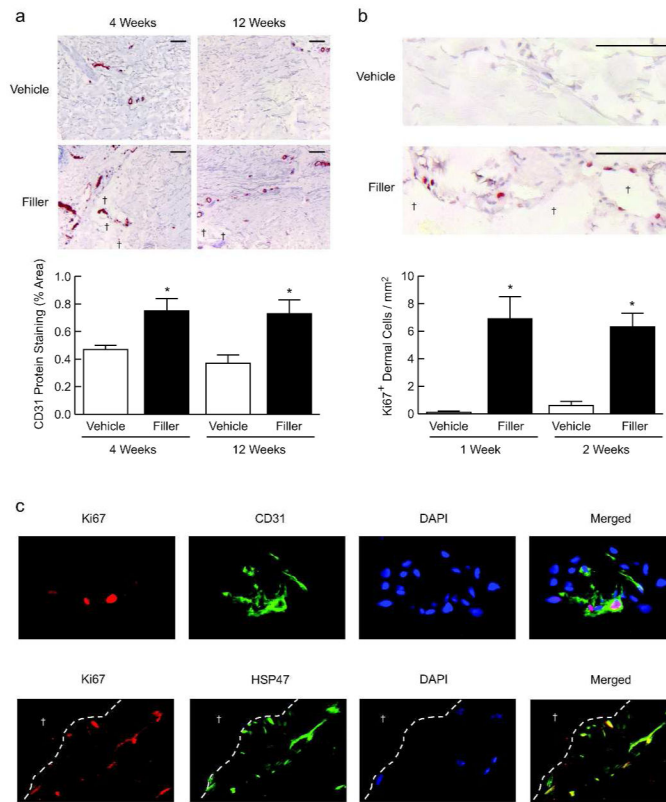 a
4 Weeks 12 Weeks
Vehicle
Filler
† † †
† †
CD31 Protein Staining (% Area)
1.0
0.8
0.6
0.4
0.2
0.0
* *
Vehicle Filler Vehicle Filler
4 Weeks 12 Weeks
b
Vehicle
Filler
† † †
Ki67+ Dermal Cells / mm2
10
8
6
4
2
0
* *
Vehicle Filler Vehicle Filler
1 Week 2 Weeks
c
Ki67 CD31 DAPI Merged
Ki67 HSP47 DAPI Merged
† † † †